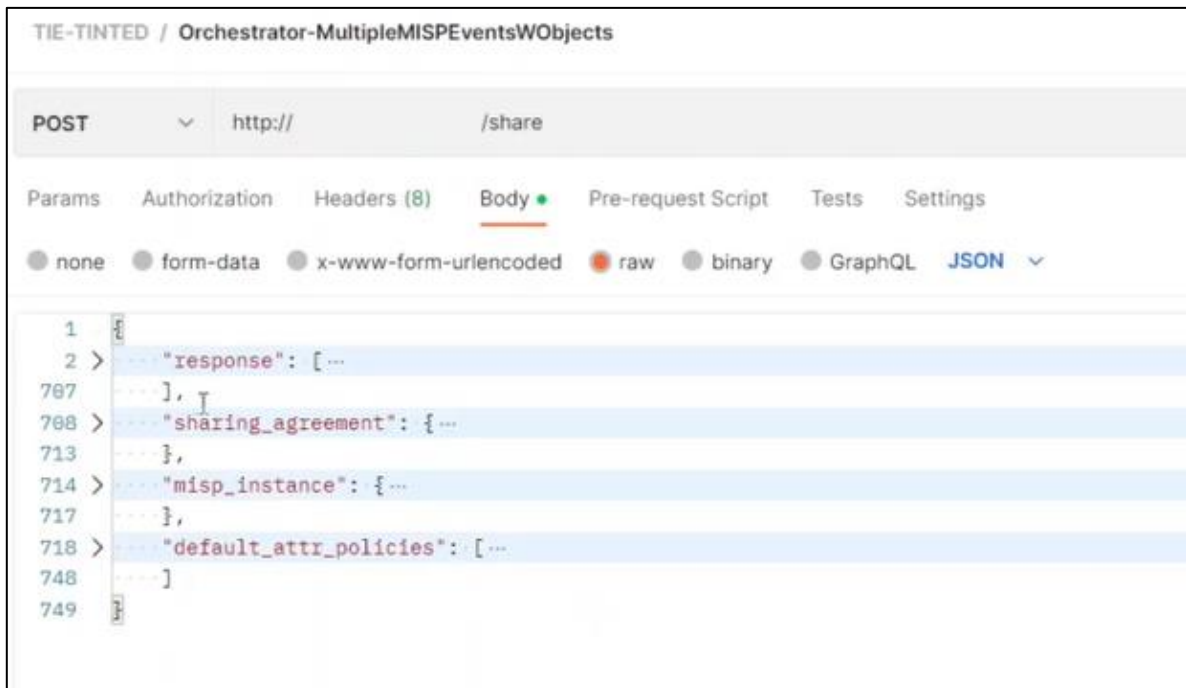 TIE-TINTED / Orchestrator-MultipleMISPEventsWObjects
POST http:// /share
Params Authorization Headers (8) Body Pre-request Script Tests Settings
none form-data x-www-form-urlencoded raw binary GraphQL JSON
1 {
2 > "response": [...
707 ],
708 > "sharing_agreement": {...
713 },
714 > "misp_instance": {...
717 },
718 > "default_attr_policies": [...
748 ]
749 }